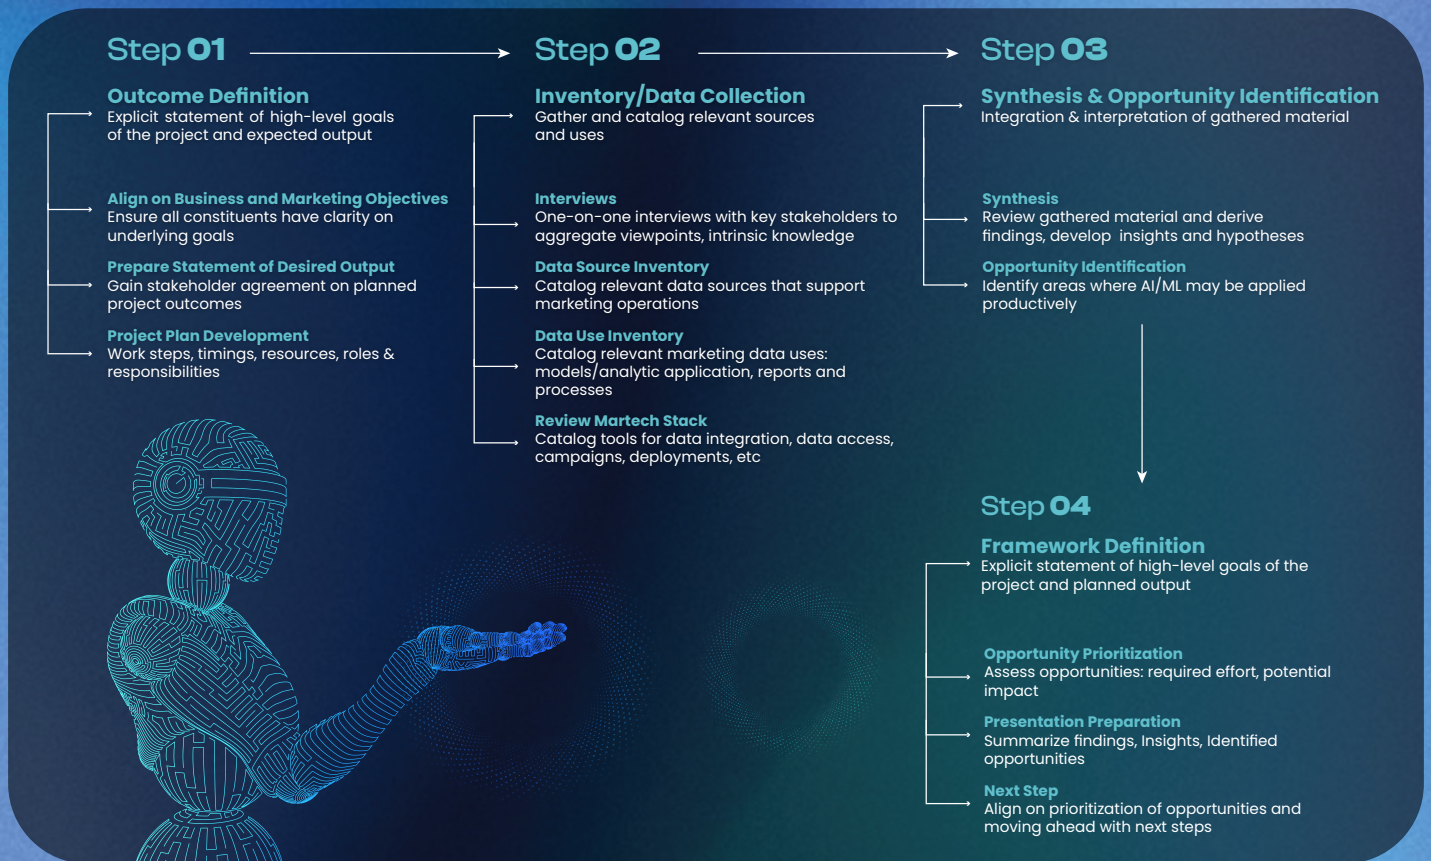 Step 01
Outcome Definition
Explicit statement of high-level goals
of the project and expected output
Align on Business and Marketing Objectives
Ensure all constituents have clarity on
underlying goals
Prepare Statement of Desired Output
Gain stakeholder agreement on planned
project outcomes
Project Plan Development
Work steps, timings, resources, roles &
responsibilities
Step 02
Inventory/Data Collection
Gather and catalog relevant sources
and uses
Interviews
One-on-one interviews with key stakeholders to
aggregate viewpoints, intrinsic knowledge
Data Source Inventory
Catalog relevant data sources that support
marketing operations
Data Use Inventory
Catalog relevant marketing data uses:
models/analytic application, reports and
processes
Review Martech Stack
Catalog tools for data integration, data access,
campaigns, deployments, etc
Step 03
Synthesis & Opportunity Identification
Integration & interpretation of gathered material
Synthesis
Review gathered material and derive
findings, develop  insights and hypotheses
Opportunity Identification
Identify areas where AI/ML may be applied
productively
Step 04
Framework Definition
Explicit statement of high-level goals of the
project and planned output
Opportunity Prioritization
Assess opportunities: required effort, potential
impact
Presentation Preparation
Summarize findings, Insights, Identified
opportunities
Next Step
Align on prioritization of opportunities and
moving ahead with next steps